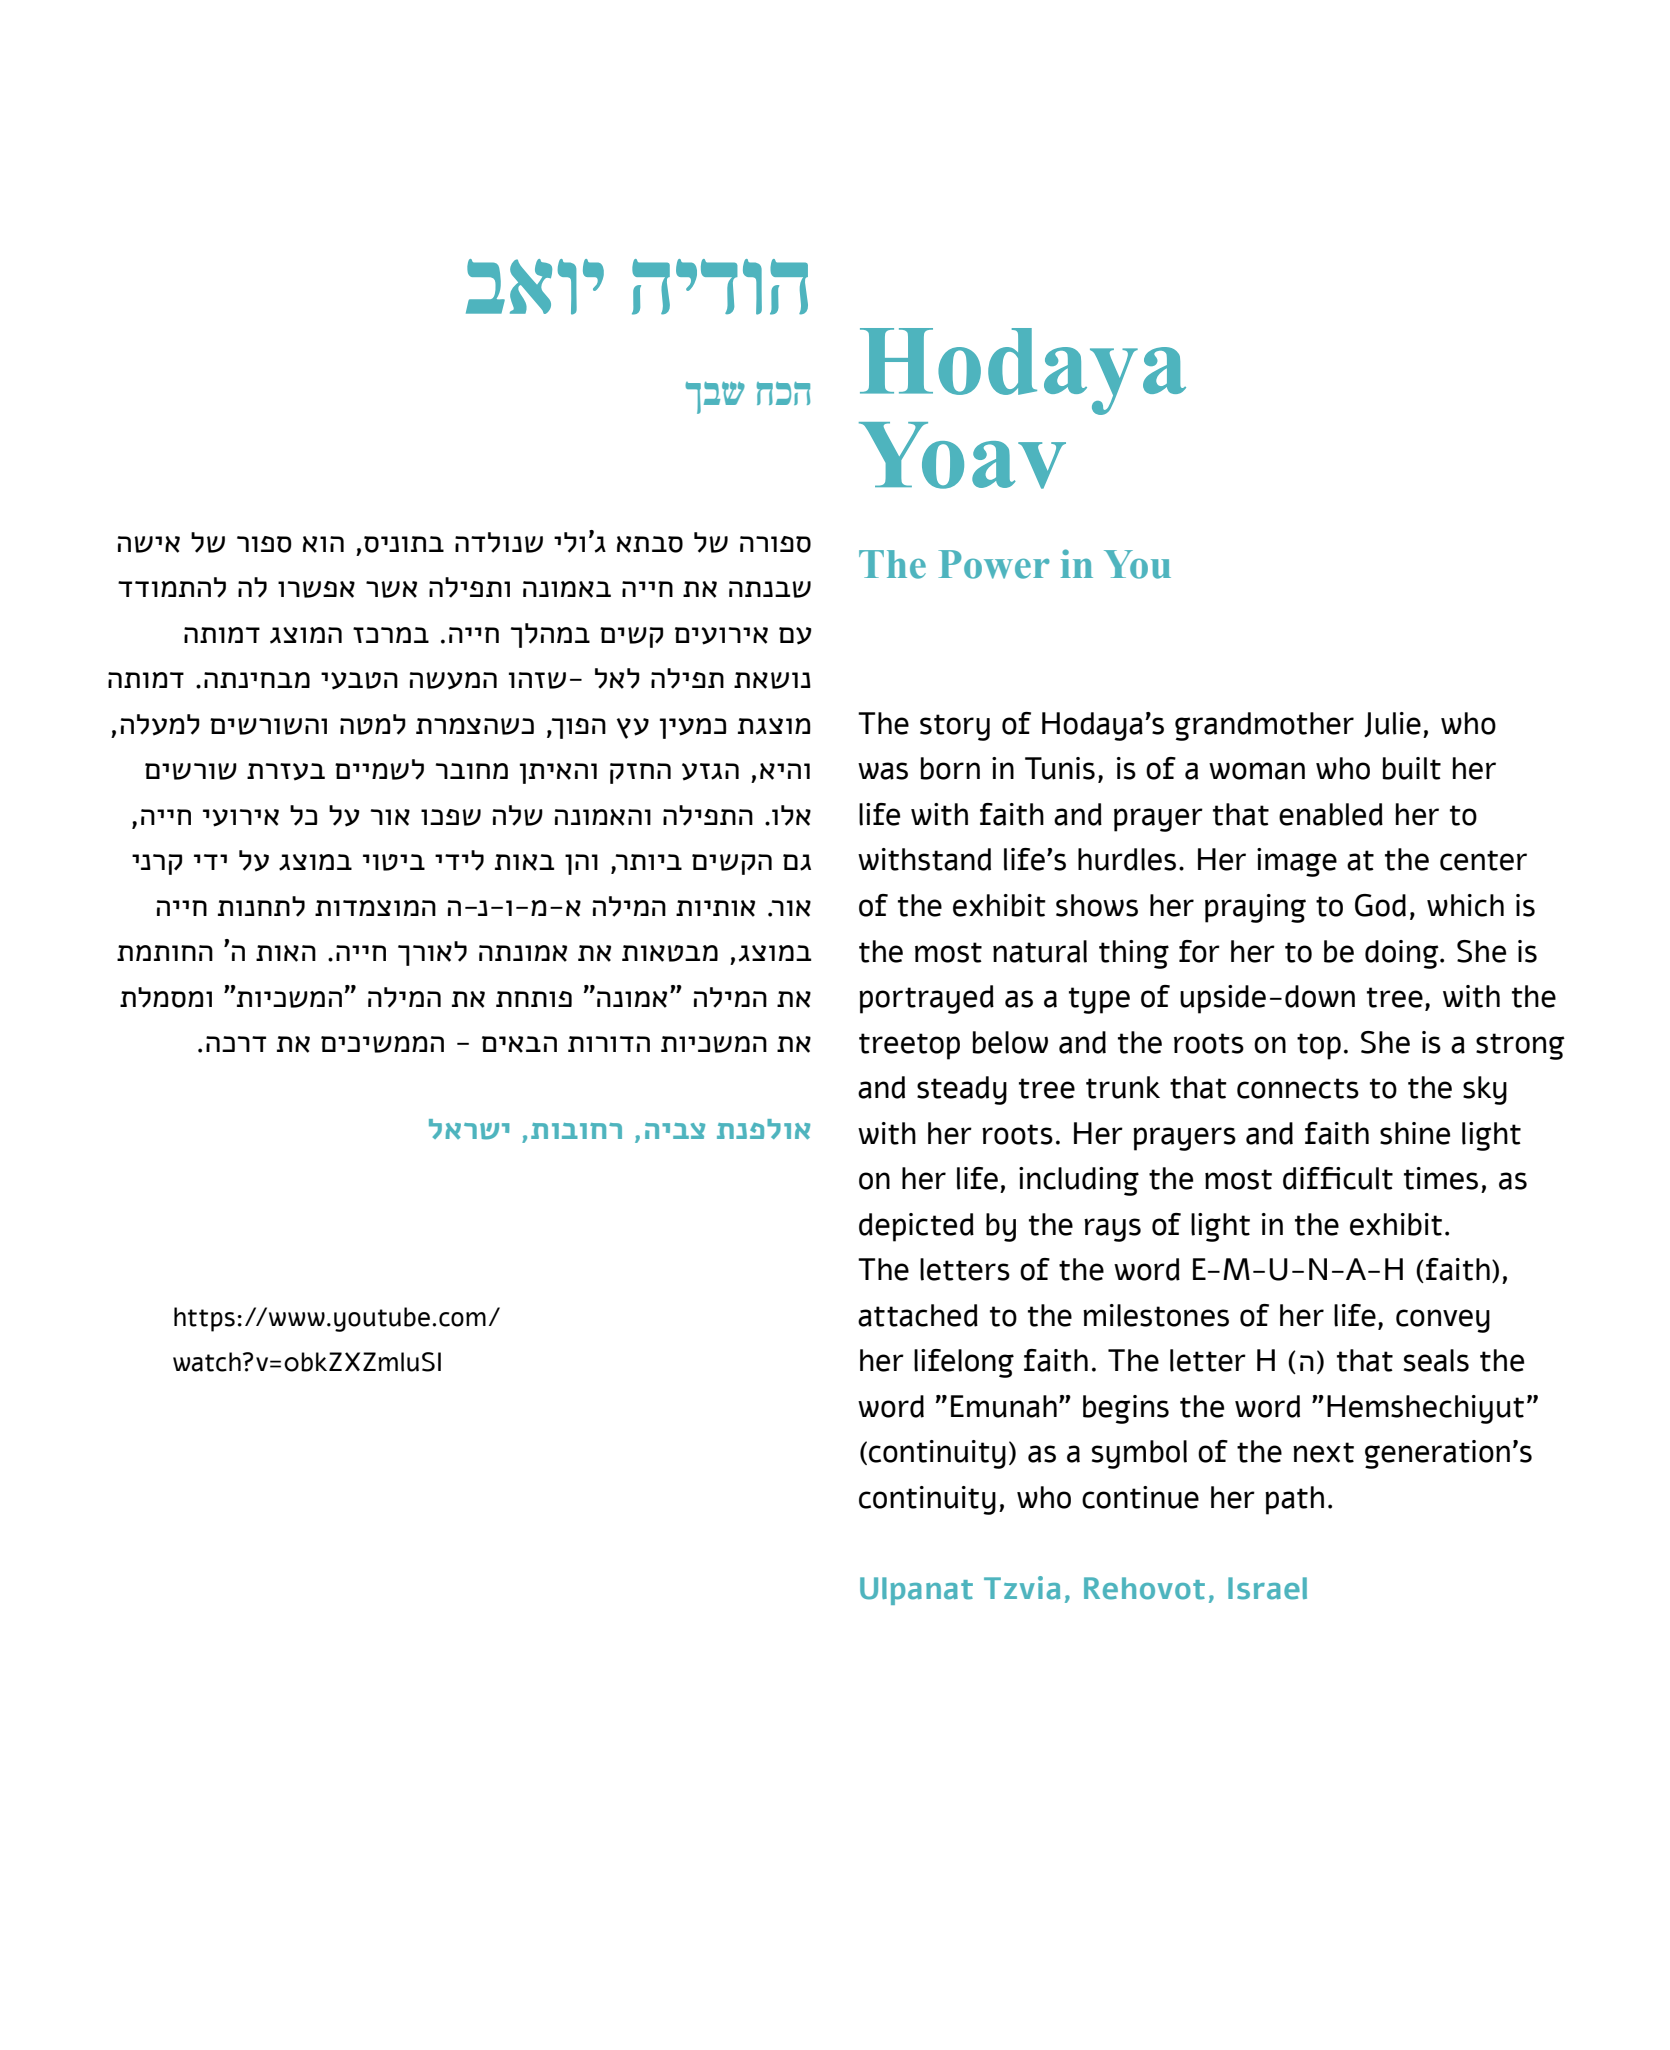 הודיה יואב
הכח שבך
ספורה של סבתא ג'ולי שנולדה בתוניס, הוא ספור של אישה
שבנתה את חייה באמונה ותפילה אשר אפשרו לה להתמודד
עם אירועים קשים במהלך חייה. במרכז המוצג דמותה
נושאת תפילה לאל -שזהו המעשה הטבעי מבחינתה. דמותה
מוצגת כמעין עץ הפוך, כשהצמרת למטה והשורשים למעלה,
והיא, הגזע החזק והאיתן מחובר לשמיים בעזרת שורשים
אלו. התפילה והאמונה שלה שפכו אור על כל אירועי חייה,
גם הקשים ביותר, והן באות לידי ביטוי במוצג על ידי קרני
אור. אותיות המילה א-מ-ו-נ-ה המוצמדות לתחנות חייה
במוצג, מבטאות את אמונתה לאורך חייה. האות ה' החותמת
את המילה "אמונה" פותחת את המילה "המשכיות" ומסמלת
את המשכיות הדורות הבאים - הממשיכים את דרכה.
אולפנת צביה, רחובות, ישראל
https://www.youtube.com/
watch?v=obkZXZmluSI
Hodaya
Yoav
The Power in You
The story of Hodaya's grandmother Julie, who
was born in Tunis, is of a woman who built her
life with faith and prayer that enabled her to
withstand life's hurdles. Her image at the center
of the exhibit shows her praying to God, which is
the most natural thing for her to be doing. She is
portrayed as a type of upside-down tree, with the
treetop below and the roots on top. She is a strong
and steady tree trunk that connects to the sky
with her roots. Her prayers and faith shine light
on her life, including the most difficult times, as
depicted by the rays of light in the exhibit.
The letters of the word E-M-U-N-A-H (faith),
attached to the milestones of her life, convey
her lifelong faith. The letter H (ה) that seals the
word "Emunah" begins the word "Hemshechiyut"
(continuity) as a symbol of the next generation's
continuity, who continue her path.
Ulpanat Tzvia, Rehovot, Israel